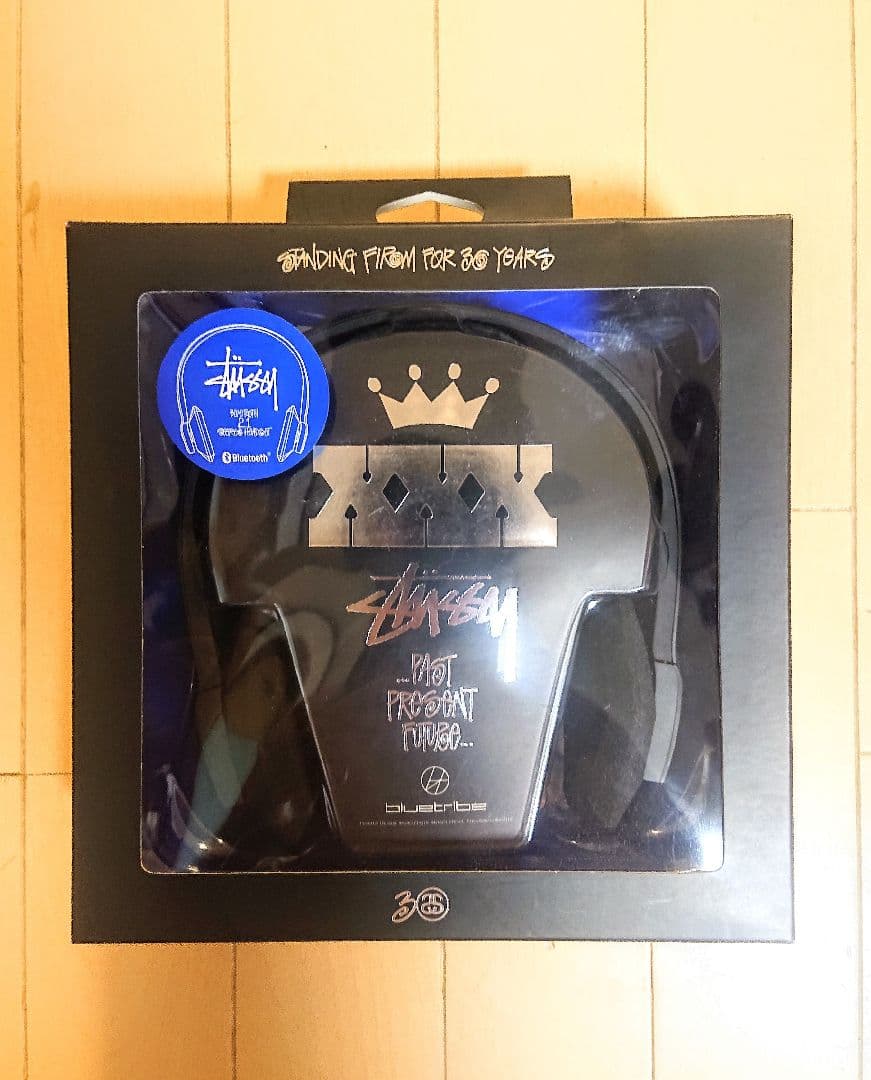 STANDING FIRM FOR 30 YEARS
STÜSSY
Bluetooth®
XXX
STÜSSY
...PAST
PRESENT
FUTURE...
bluetribe
30